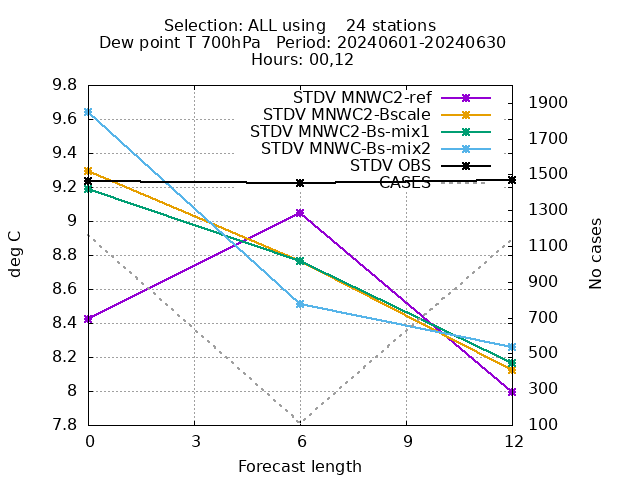 Selection: ALL using    24 stations
Dew point T 700hPa   Period: 20240601-20240630
Hours: 00,12
STDV MNWC2-ref
STDV MNWC2-Bscale
STDV MNWC2-Bs-mix1
STDV MNWC-Bs-mix2
STDV OBS
CASES
9.8
9.6
9.4
9.2
9
8.8
8.6
8.4
8.2
8
7.8
deg C
1900
1700
1500
1300
1100
900
700
500
300
100
No cases
0 3 6 9 12
Forecast length